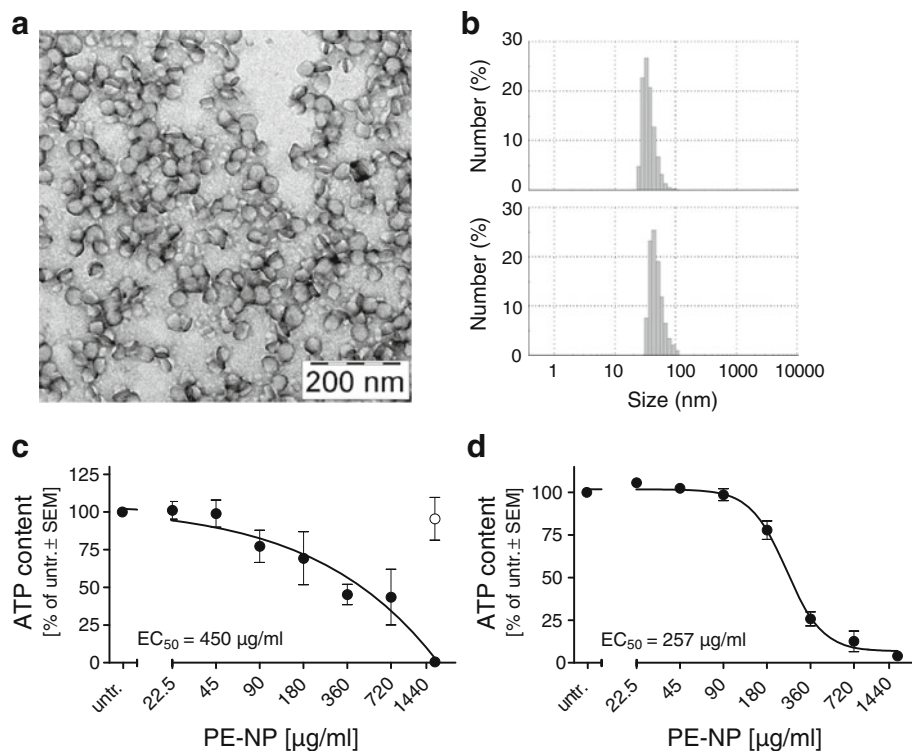 a
200 nm
b
Number (%)
30
20
10
0
Number (%)
30
20
10
0
1 10 100 1000 10000
Size (nm)
c
ATP content
[% of untr.± SEM]
125
100
75
50
25
0
EC50 = 450 µg/ml
untr. 22.5 45 90 180 360 720 1440
PE-NP [µg/ml]
d
ATP content
[% of untr.± SEM]
100
75
50
25
0
EC50 = 257 µg/ml
untr. 22.5 45 90 180 360 720 1440
PE-NP [µg/ml]